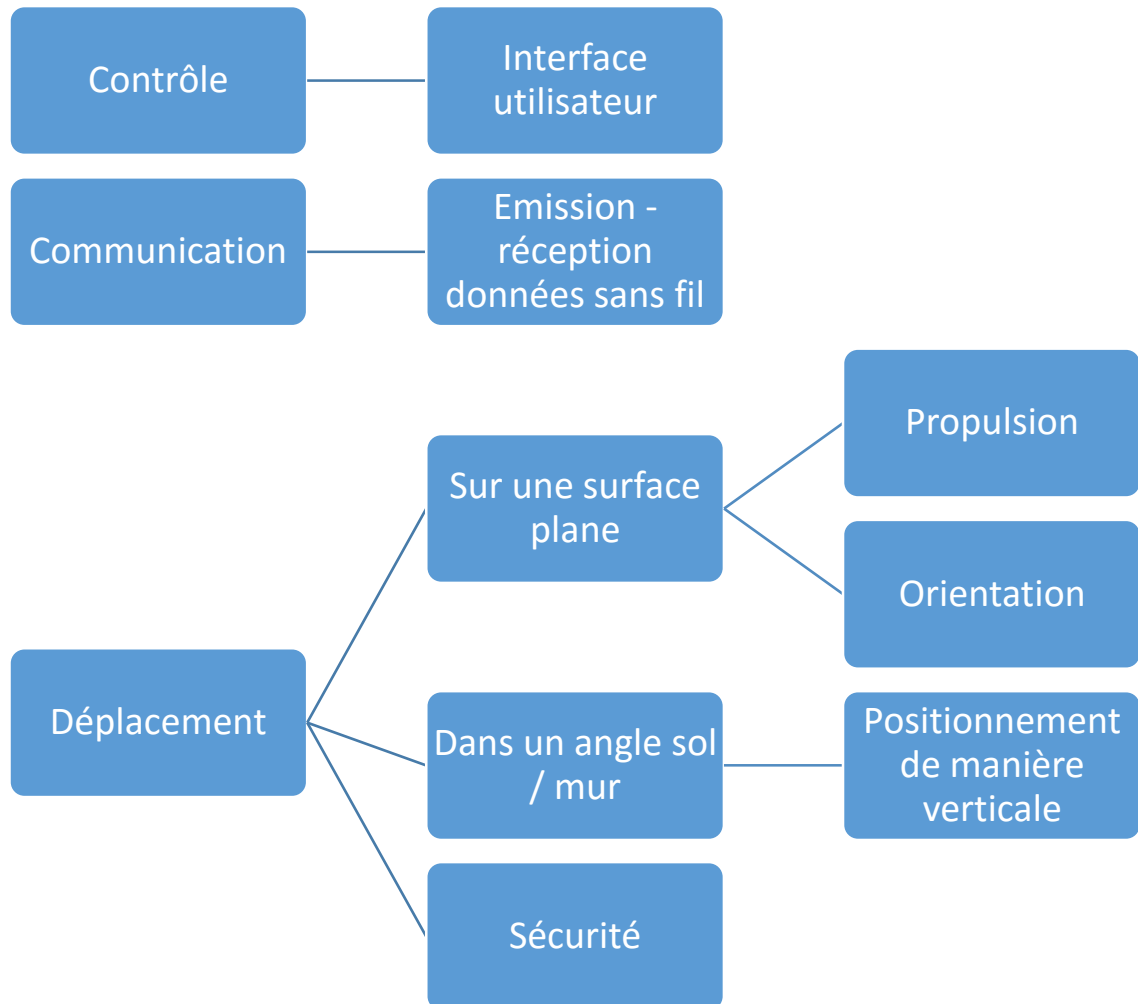 Contrôle
Interface
utilisateur
Communication
Emission -
réception
données sans fil
Déplacement
Sur une surface
plane
Propulsion
Orientation
Dans un angle sol
/ mur
Positionnement
de manière
verticale
Sécurité